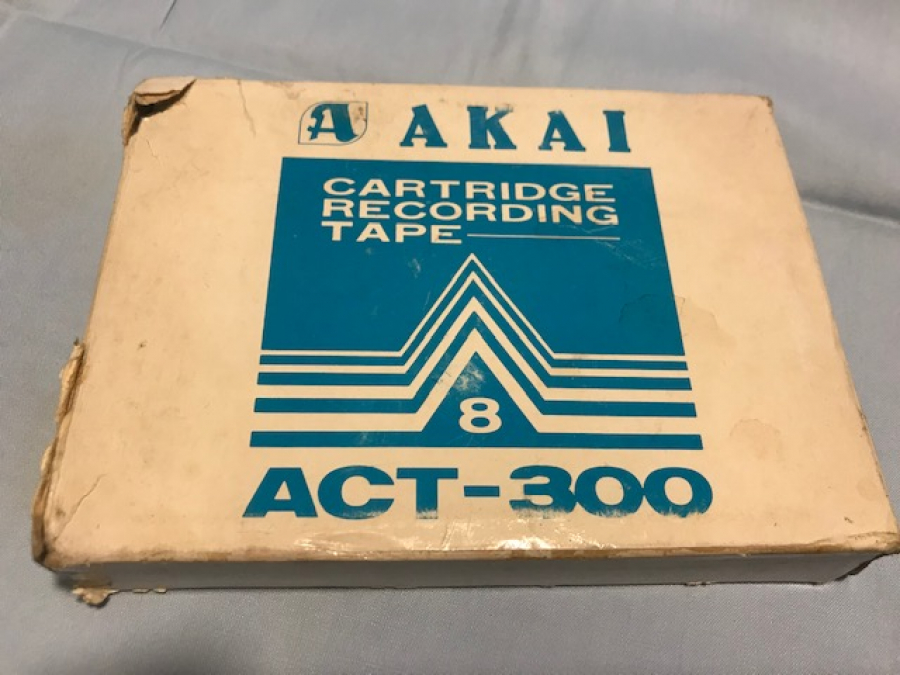 A AKAI
CARTRIDGE
RECORDING
TAPE
8
ACT-300